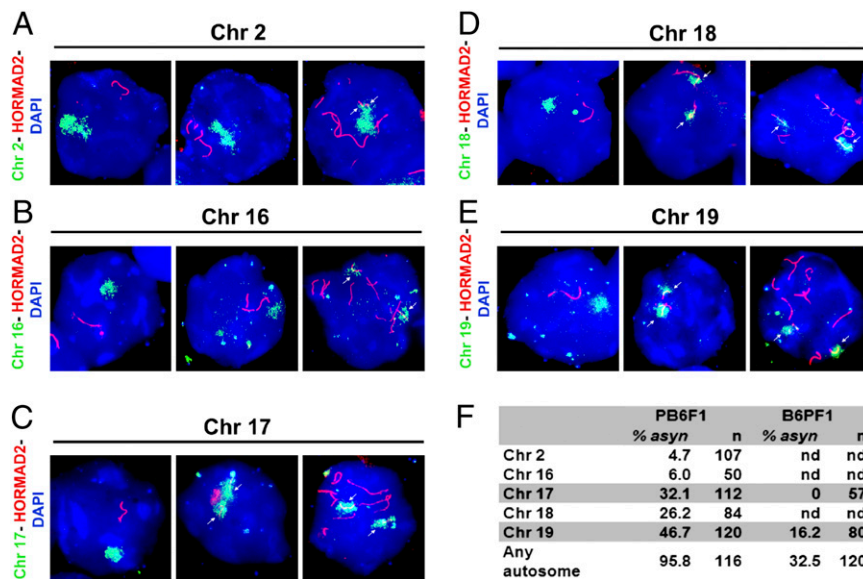 A
Chr 2
Chr 2- HORMAD2-
DAPI
B
Chr 16
Chr 16- HORMAD2-
DAPI
C
Chr 17
Chr 17- HORMAD2-
DAPI
D
Chr 18
Chr 18- HORMAD2-
DAPI
E
Chr 19
Chr 19- HORMAD2-
DAPI
F
PB6F1 B6PF1
% asyn n % asyn n
Chr 2 4.7 107 nd nd
Chr 16 6.0 50 nd nd
Chr 17 32.1 112 0 57
Chr 18 26.2 84 nd nd
Chr 19 46.7 120 16.2 80
Any
autosome 95.8 116 32.5 120